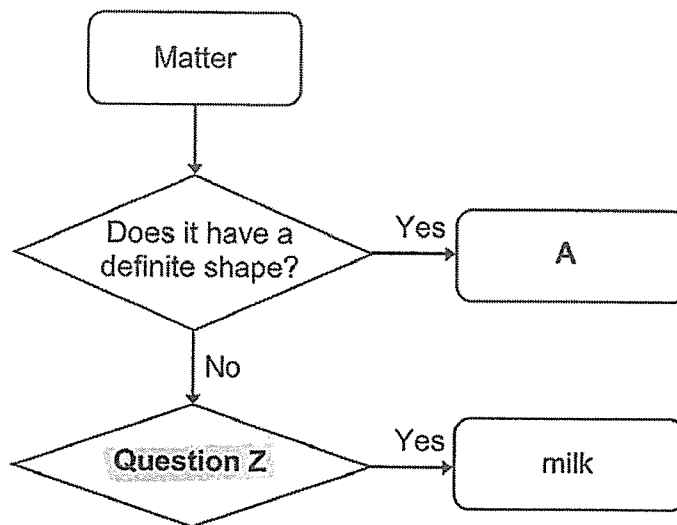 Matter
Does it have a
definite shape?
Yes
A
No
Question Z
Yes
milk